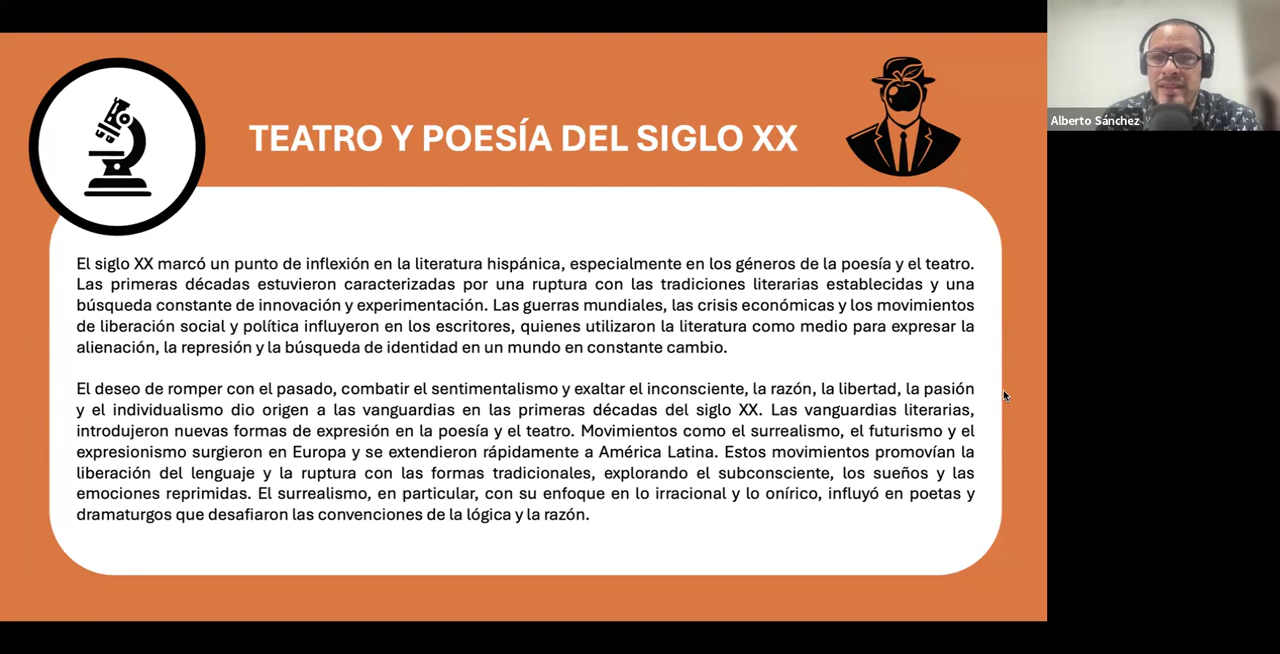 TEATRO Y POESÍA DEL SIGLO XX
Alberto Sánchez
El siglo XX marcó un punto de inflexión en la literatura hispánica, especialmente en los géneros de la poesía y el teatro.
Las primeras décadas estuvieron caracterizadas por una ruptura con las tradiciones literarias establecidas y una
búsqueda constante de innovación y experimentación. Las guerras mundiales, las crisis económicas y los movimientos
de liberación social y política influyeron en los escritores, quienes utilizaron la literatura como medio para expresar la
alienación, la represión y la búsqueda de identidad en un mundo en constante cambio.
El deseo de romper con el pasado, combatir el sentimentalismo y exaltar el inconsciente, la razón, la libertad, la pasión
y el individualismo dio origen a las vanguardias en las primeras décadas del siglo XX. Las vanguardias literarias,
introdujeron nuevas formas de expresión en la poesía y el teatro. Movimientos como el surrealismo, el futurismo y el
expresionismo surgieron en Europa y se extendieron rápidamente a América Latina. Estos movimientos promovían la
liberación del lenguaje y la ruptura con las formas tradicionales, explorando el subconsciente, los sueños y las
emociones reprimidas. El surrealismo, en particular, con su enfoque en lo irracional y lo onírico, influyó en poetas y
dramaturgos que desafiaron las convenciones de la lógica y la razón.